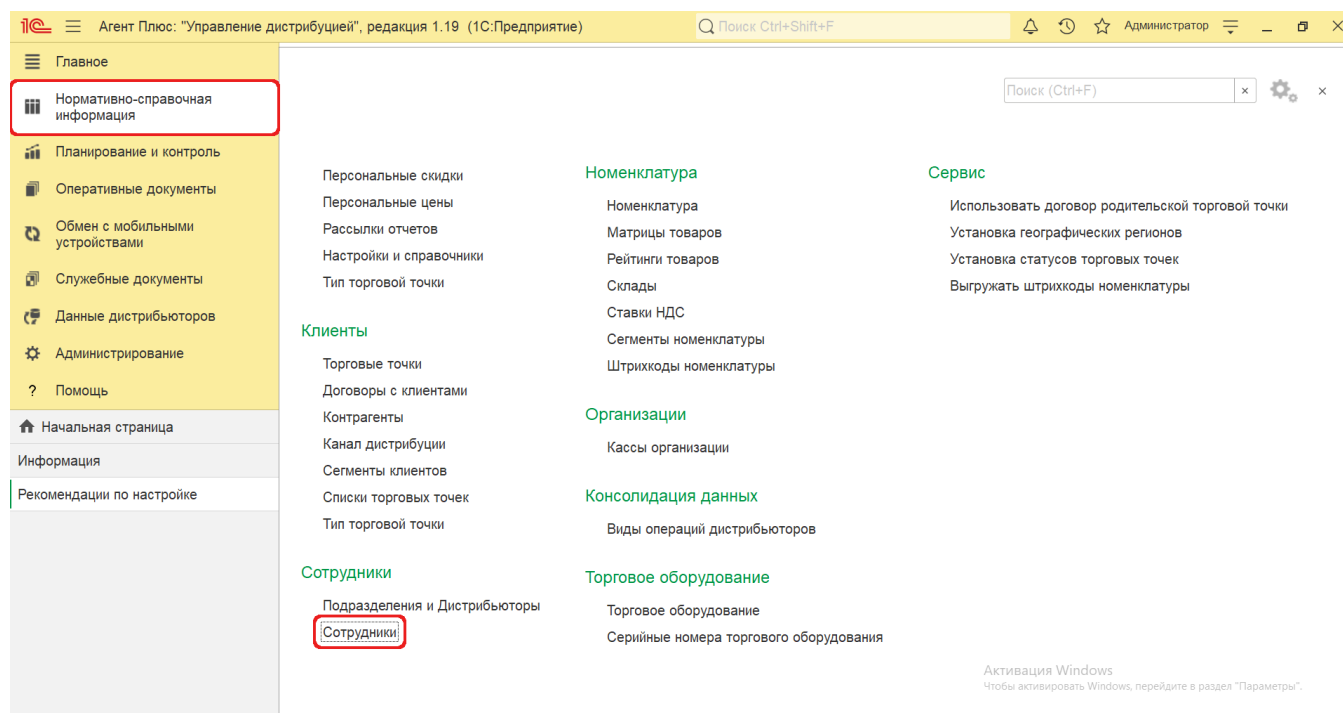 1С Агент Плюс: "Управление дистрибуцией", редакция 1.19 (1С:Предприятие)
Поиск Ctrl+Shift+F
Администратор
Главное
Нормативно-справочная
информация
Планирование и контроль
Оперативные документы
Обмен с мобильными
устройствами
Служебные документы
Данные дистрибьюторов
Администрирование
? Помощь
Начальная страница
Информация
Рекомендации по настройке
Поиск (Ctrl+F)
Персональные скидки
Персональные цены
Рассылки отчетов
Настройки и справочники
Тип торговой точки
Клиенты
Торговые точки
Договоры с клиентами
Контрагенты
Канал дистрибуции
Сегменты клиентов
Списки торговых точек
Тип торговой точки
Сотрудники
Подразделения и Дистрибьюторы
Сотрудники
Номенклатура
Номенклатура
Матрицы товаров
Рейтинги товаров
Склады
Ставки НДС
Сегменты номенклатуры
Штрихкоды номенклатуры
Организации
Кассы организации
Консолидация данных
Виды операций дистрибьюторов
Торговое оборудование
Торговое оборудование
Серийные номера торгового оборудования
Сервис
Использовать договор родительской торговой точки
Установка географических регионов
Установка статусов торговых точек
Выгружать штрихкоды номенклатуры
Активация Windows
Чтобы активировать Windows, перейдите в раздел "Параметры".